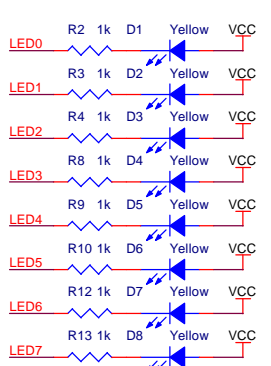 R2 1k D1 Yellow VCC
LED0
R3 1k D2 Yellow VCC
LED1
R4 1k D3 Yellow VCC
LED2
R8 1k D4 Yellow VCC
LED3
R9 1k D5 Yellow VCC
LED4
R10 1k D6 Yellow VCC
LED5
R12 1k D7 Yellow VCC
LED6
R13 1k D8 Yellow VCC
LED7